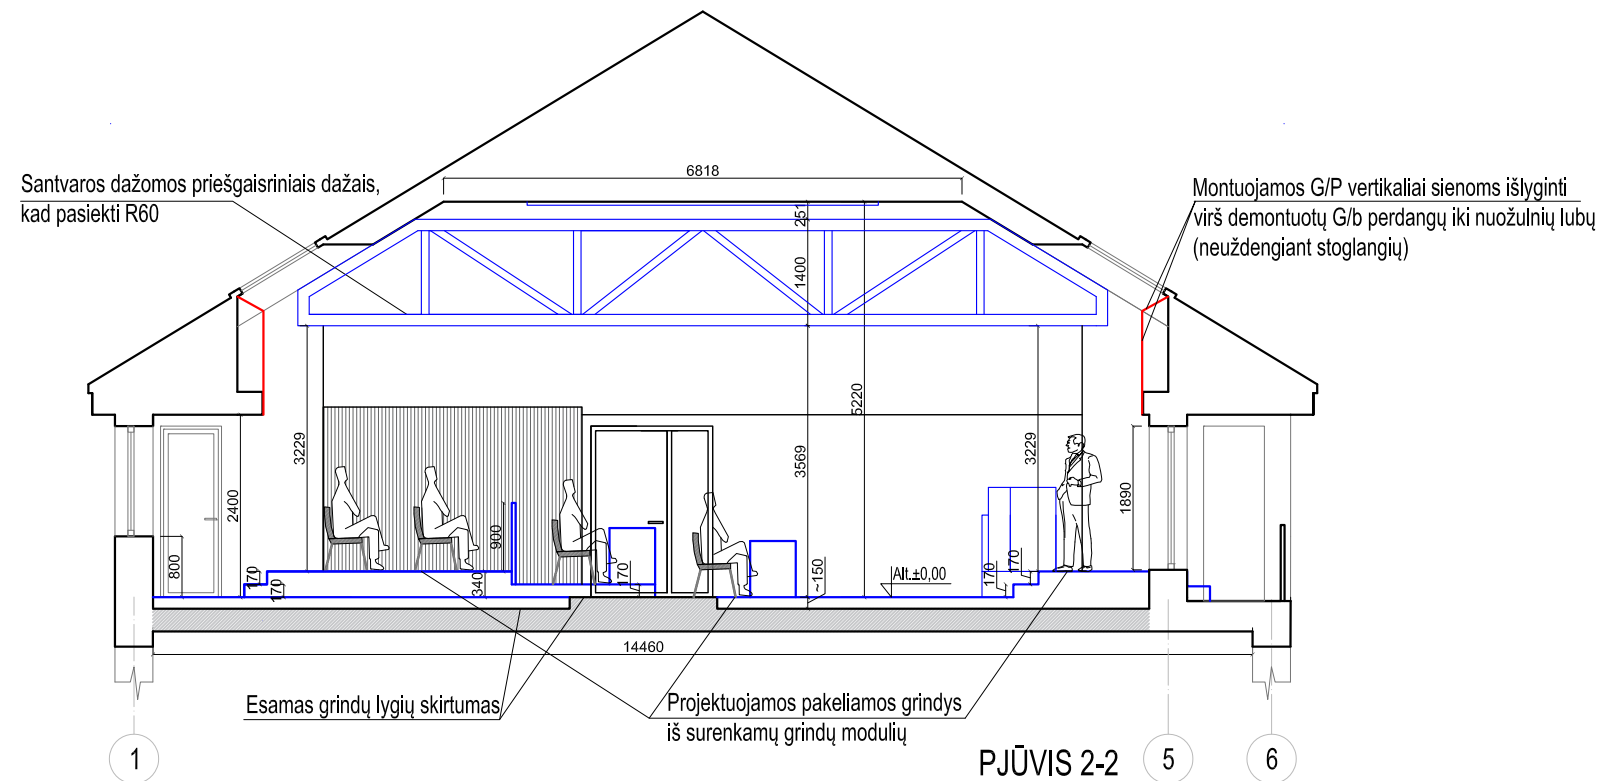 6818
Santvaros dažomos priešgaisriniais dažais,
kad pasiekti R60
Montuojamos G/P vertikaliai sienoms išlyginti
virš demontuotų G/b perdangų iki nuožulnių lubų
(neuždengiant stoglangių)
251
1400
5220
3229
3569
3229
2400
1890
900
800
170
170
340
170
~150
Alt.±0,00
170
170
14460
Esamas grindų lygių skirtumas
Projektuojamos pakeliamos grindys
iš surenkamų grindų modulių
PJŪVIS 2-2
1
5
6